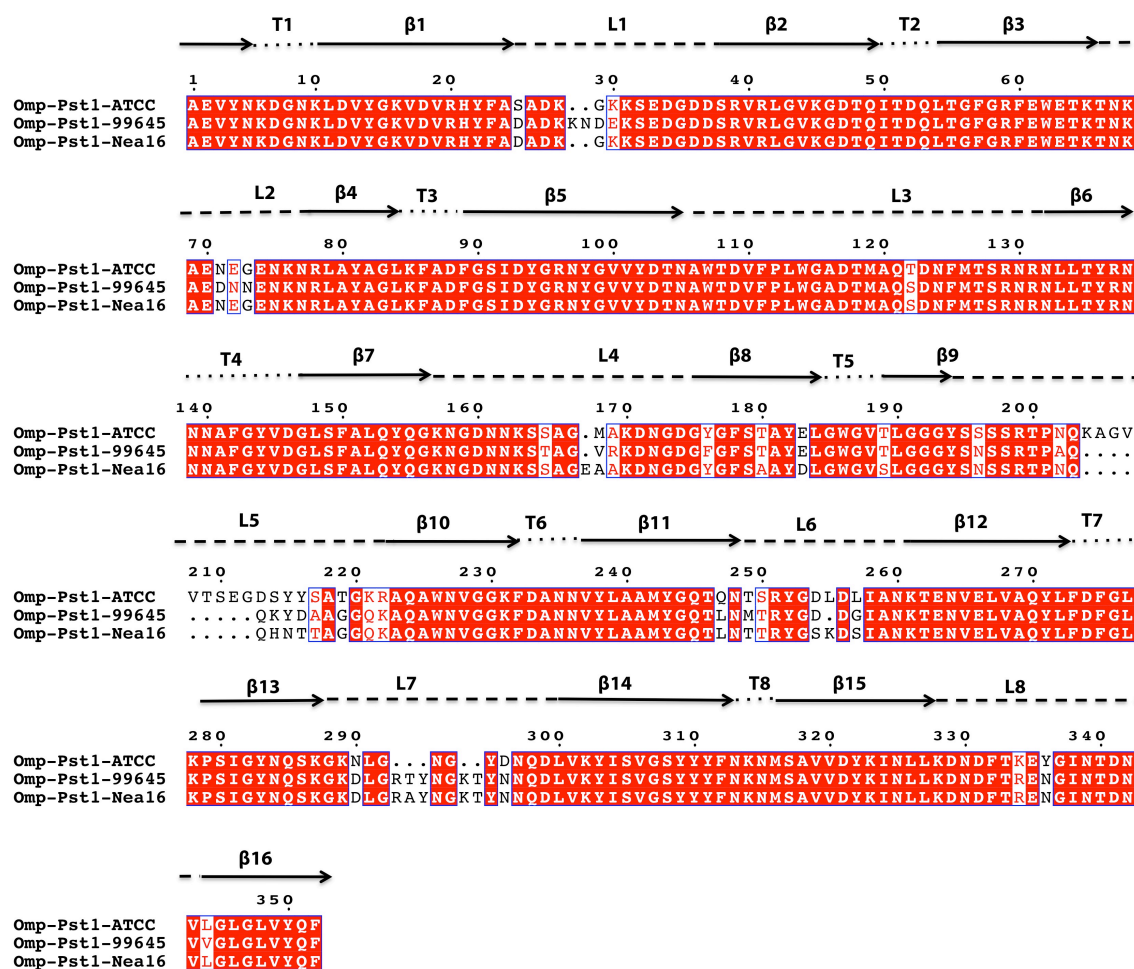 T1 β1 L1 β2 T2 β3
1 10 20 30 40 50 60
Omp-Pst1-ATCC AEVYNKDGNKLDVYGKVDVRHYFASADK..GKKSEDGDDSRVRLGVKGDTQITDQLTGFGRFEWETKTNK
Omp-Pst1-99645 AEVYNKDGNKLDVYGKVDVRHYFADADKKNDEKSEDGDDSRVRLGVKGDTQITDQLTGFGRFEWETKTNK
Omp-Pst1-Nea16 AEVYNKDGNKLDVYGKVDVRHYFADADK..GKKSEDGDDSRVRLGVKGDTQITDQLTGFGRFEWETKTNK
L2 β4 T3 β5 L3 β6
70 80 90 100 110 120 130
Omp-Pst1-ATCC AENEGENKNRLAYAGLKFADFGSIDYGRNYGVVYDTNAWTDVFPLWGADTMAQTDNFMTSRNRNLLTYRN
Omp-Pst1-99645 AEDNNENKNRLAYAGLKFADFGSIDYGRNYGVVYDTNAWTDVFPLWGADTMAQSDNFMTSRNRNLLTYRN
Omp-Pst1-Nea16 AENEGENKNRLAYAGLKFADFGSIDYGRNYGVVYDTNAWTDVFPLWGADTMAQSDNFMTSRNRNLLTYRN
T4 β7 L4 β8 T5 β9
140 150 160 170 180 190 200
Omp-Pst1-ATCC NNAFGYVDGLSFALQYQGKNGDNNKSSAG.MAKDNGDGYGFSTAYELGWGVTLGGGYSSSSRTPNQKAGV
Omp-Pst1-99645 NNAFGYVDGLSFALQYQGKNGDNNKSTAG.VRKDNGDGFGFSTAYELGWGVTLGGGYSNSSRTPAQ....
Omp-Pst1-Nea16 NNAFGYVDGLSFALQYQGKNGDNNKSSAGEAAKDNGDGYGFSAAYDLGWGVSLGGGYSNSSRTPNQ....
L5 β10 T6 β11 L6 β12 T7
210 220 230 240 250 260 270
Omp-Pst1-ATCC VTSEGDSYYSATGKRAQAWNVGGKFDANNVYLAAMYGQTQNTSRYGDLDLIANKTENVELVAQYLFDFGL
Omp-Pst1-99645 .....QKYDAAGGQKAQAWNVGGKFDANNVYLAAMYGQTLNMTRYGD.DGIANKTENVELVAQYLFDFGL
Omp-Pst1-Nea16 .....QHNTTAGGQKAQAWNVGGKFDANNVYLAAMYGQTLNTTRYGSKDSIANKTENVELVAQYLFDFGL
β13 L7 β14 T8 β15 L8
280 290 300 310 320 330 340
Omp-Pst1-ATCC KPSIGYNQSKGKNLG...NG..YDNQDLVKYISVGSYYYFNKNMSAVVDYKINLLKDNDFTKEYGINTDN
Omp-Pst1-99645 KPSIGYNQSKGKDLGRTYNGKTYNNQDLVKYISVGSYYYFNKNMSAVVDYKINLLKDNDFTRENGINTDN
Omp-Pst1-Nea16 KPSIGYNQSKGKDLGRAYNGKTYNNQDLVKYISVGSYYYFNKNMSAVVDYKINLLKDNDFTRENGINTDN
β16
350
Omp-Pst1-ATCC VLGLGLVYQF
Omp-Pst1-99645 VVGLGLVYQF
Omp-Pst1-Nea16 VLGLGLVYQF